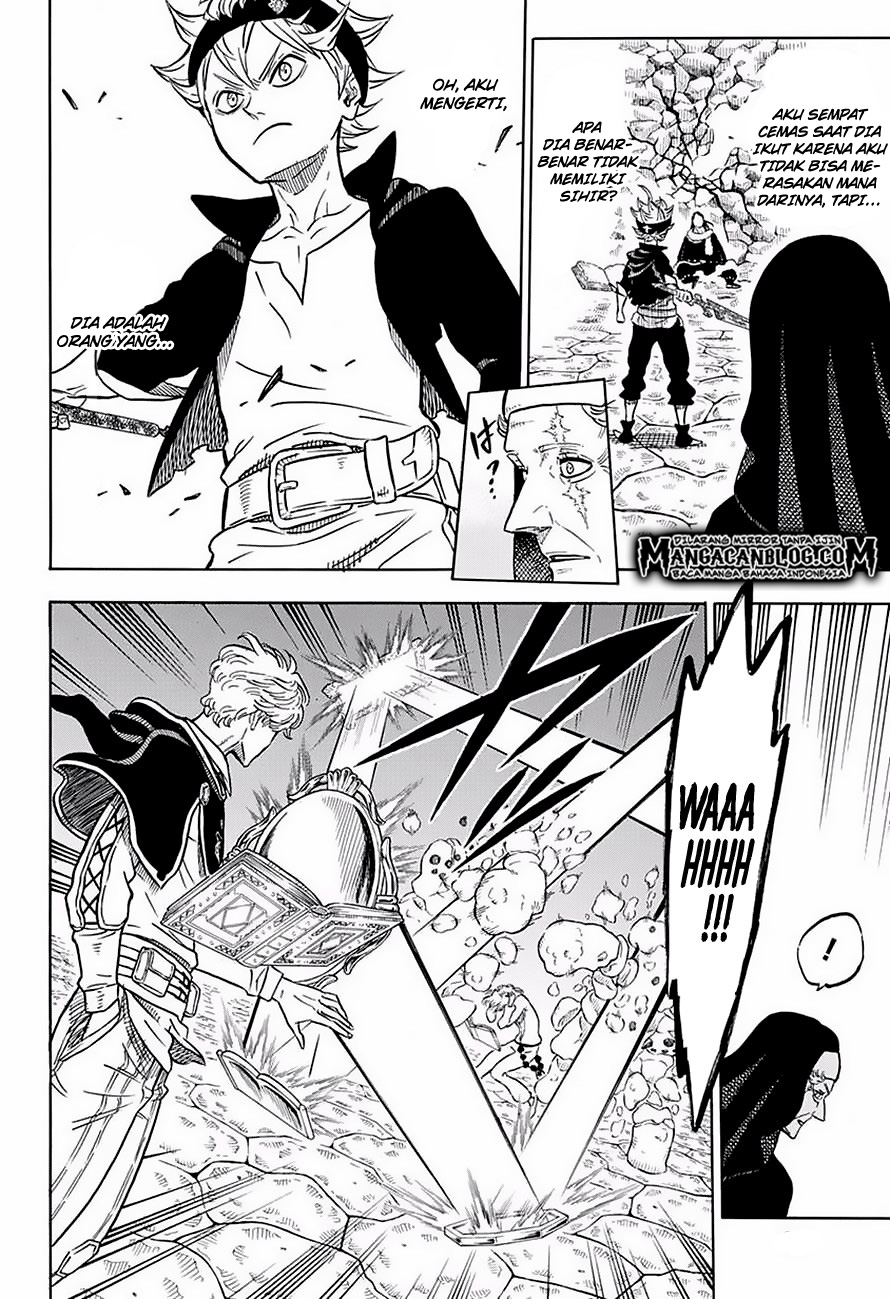 AKU SEMPAT
CEMAS SAAT DIA
IKUT KARENA AKU
TIDAK BISA ME-
RASAKAN MANA
DARINYA, TAPI...
APA
DIA BENAR-
BENAR TIDAK
MEMILIKI
SIHIR?
OH, AKU
MENGERTI,
DIA ADALAH
ORANG YANG...
はっ…
DILARANG MIRROR TANPA IJIN
MANGACANBLOG.COM
BACA MANGA BAHASA INDONESIA
WAAA
HHHH
!!!
!